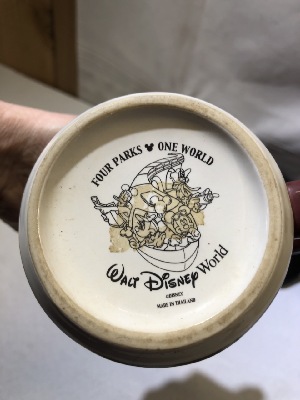 FOUR PARKS ONE WORLD
WALT DISNEY World
©DISNEY
MADE IN THAILAND